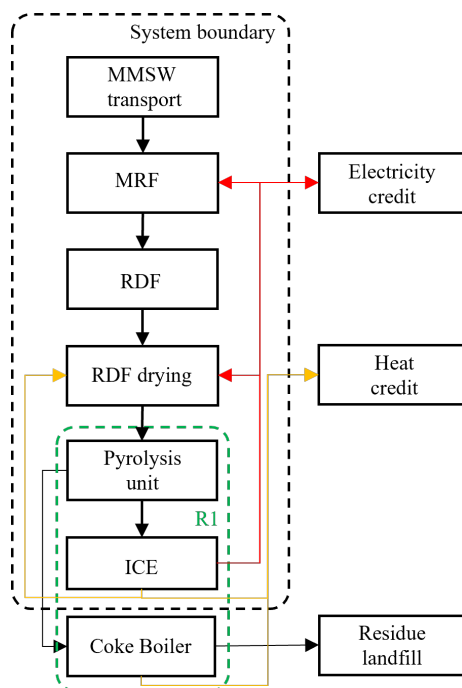 System boundary
MMSW
transport
MRF
Electricity
credit
RDF
RDF drying
Heat
credit
Pyrolysis
unit
R1
ICE
Coke Boiler
Residue
landfill